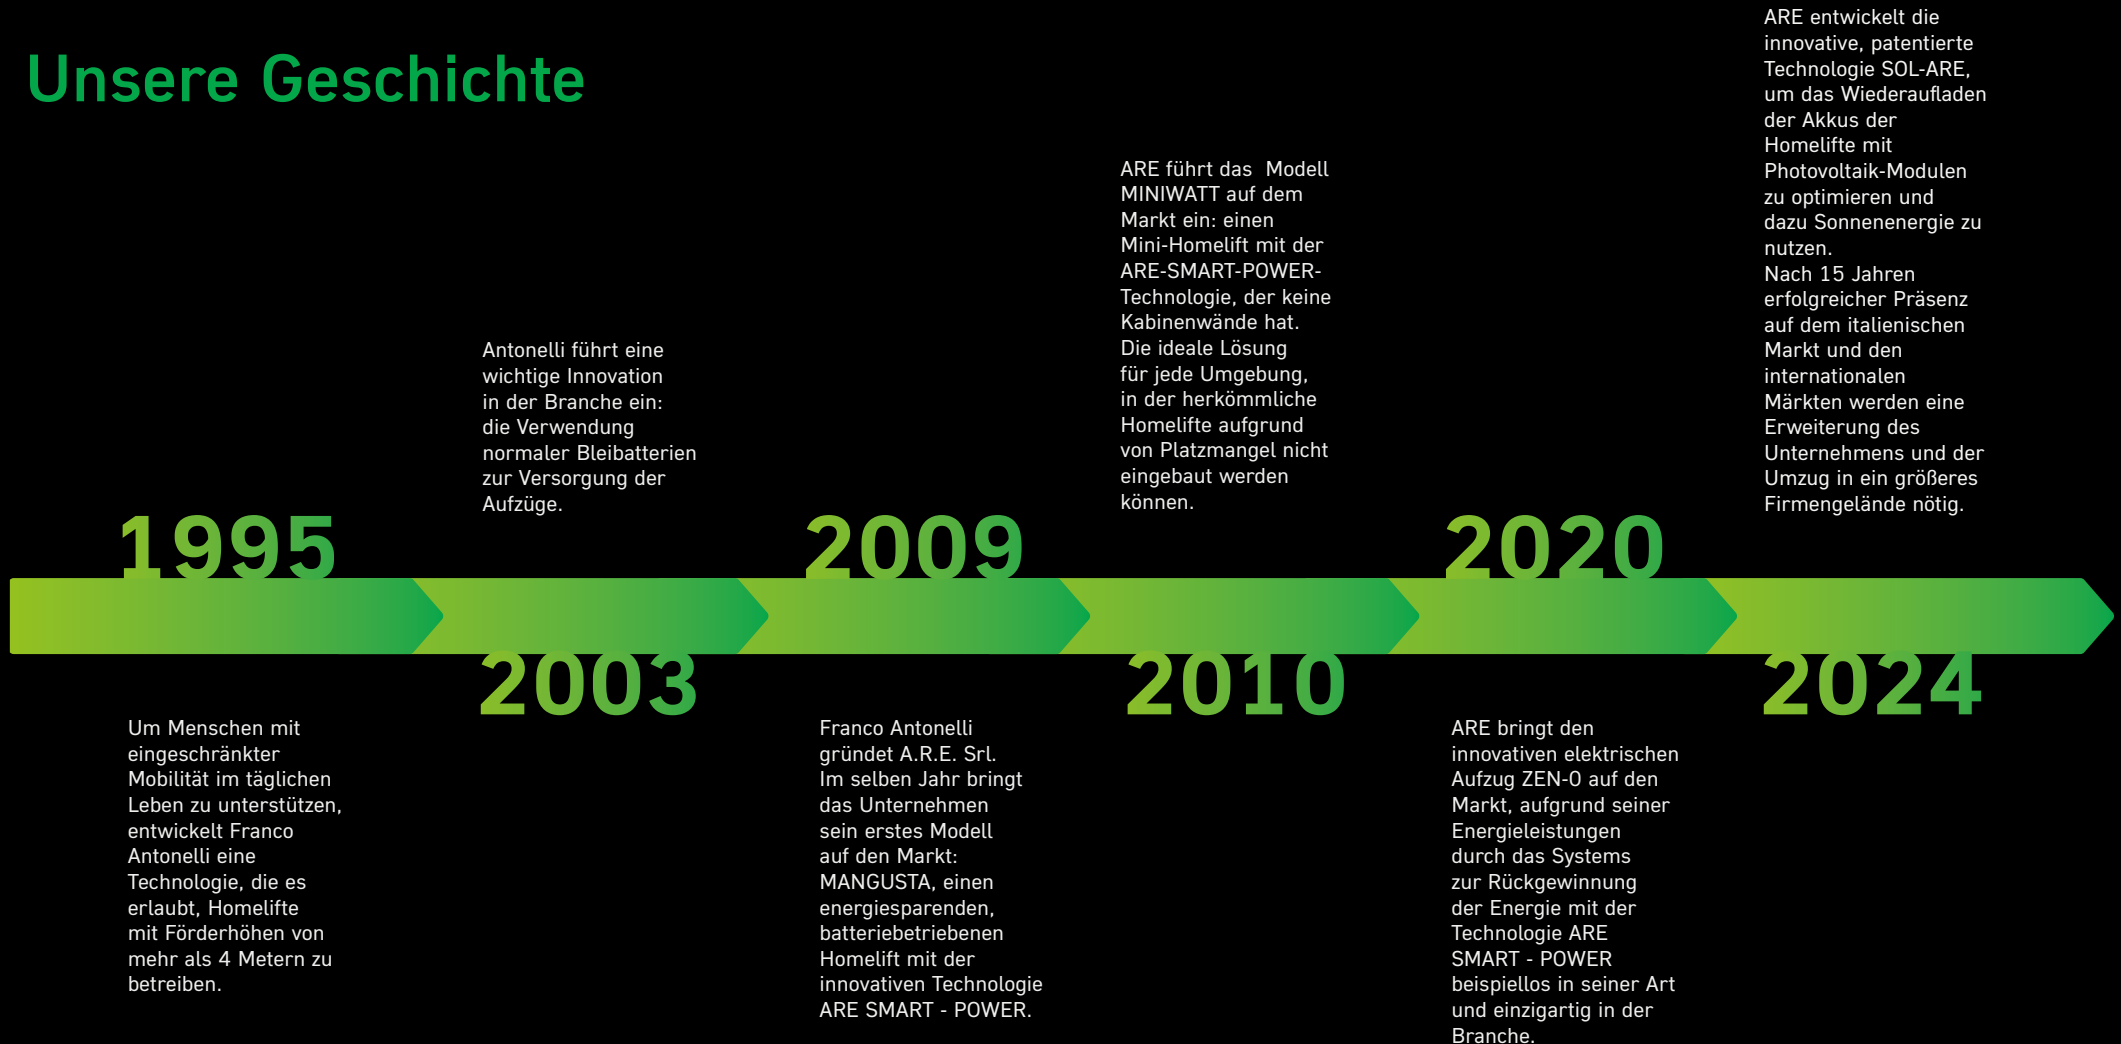 Unsere Geschichte
1995
Um Menschen mit
eingeschränkter
Mobilität im täglichen
Leben zu unterstützen,
entwickelt Franco
Antonelli eine
Technologie, die es
erlaubt, Homelifte
mit Förderhöhen von
mehr als 4 Metern zu
betreiben.
Antonelli führt eine
wichtige Innovation
in der Branche ein:
die Verwendung
normaler Bleibatterien
zur Versorgung der
Aufzüge.
2003
2009
Franco Antonelli
gründet A.R.E. Srl.
Im selben Jahr bringt
das Unternehmen
sein erstes Modell
auf den Markt:
MANGUSTA, einen
energiesparenden,
batteriebetriebenen
Homelift mit der
innovativen Technologie
ARE SMART - POWER.
ARE führt das  Modell
MINIWATT auf dem
Markt ein: einen
Mini-Homelift mit der
ARE-SMART-POWER-
Technologie, der keine
Kabinenwände hat.
Die ideale Lösung
für jede Umgebung,
in der herkömmliche
Homelifte aufgrund
von Platzmangel nicht
eingebaut werden
können.
2010
2020
ARE bringt den
innovativen elektrischen
Aufzug ZEN-0 auf den
Markt, aufgrund seiner
Energieleistungen
durch das Systems
zur Rückgewinnung
der Energie mit der
Technologie ARE
SMART - POWER
beispiellos in seiner Art
und einzigartig in der
Branche.
ARE entwickelt die
innovative, patentierte
Technologie SOL-ARE,
um das Wiederaufladen
der Akkus der
Homelifte mit
Photovoltaik-Modulen
zu optimieren und
dazu Sonnenenergie zu
nutzen.
Nach 15 Jahren
erfolgreicher Präsenz
auf dem italienischen
Markt und den
internationalen
Märkten werden eine
Erweiterung des
Unternehmens und der
Umzug in ein größeres
Firmengelände nötig.
2024